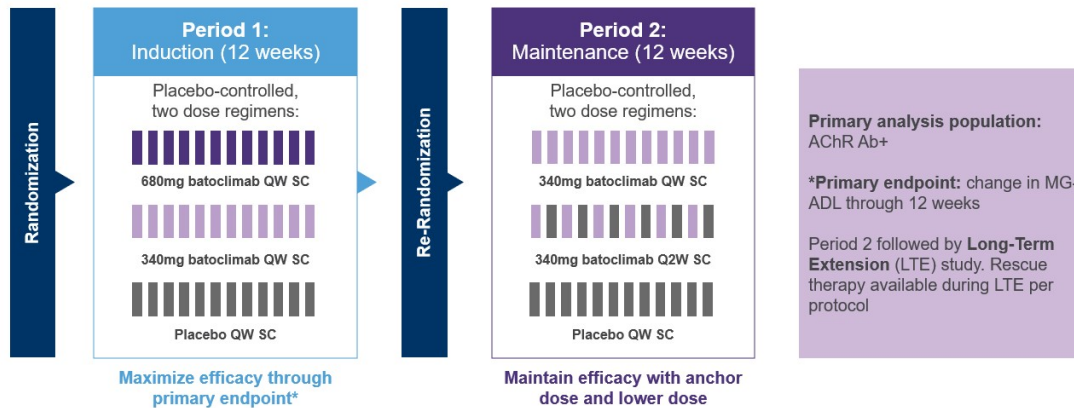 Randomization
Period 1:
Induction (12 weeks)
Placebo-controlled,
two dose regimens:
680mg batoclimab QW SC
340mg batoclimab QW SC
Placebo QW SC
Maximize efficacy through
primary endpoint*
Re-Randomization
Period 2:
Maintenance (12 weeks)
Placebo-controlled,
two dose regimens:
340mg batoclimab QW SC
340mg batoclimab Q2W SC
Placebo QW SC
Maintain efficacy with anchor
dose and lower dose
Primary analysis population:
AChR Ab+
*Primary endpoint: change in MG-
ADL through 12 weeks
Period 2 followed by Long-Term
Extension (LTE) study. Rescue
therapy available during LTE per
protocol